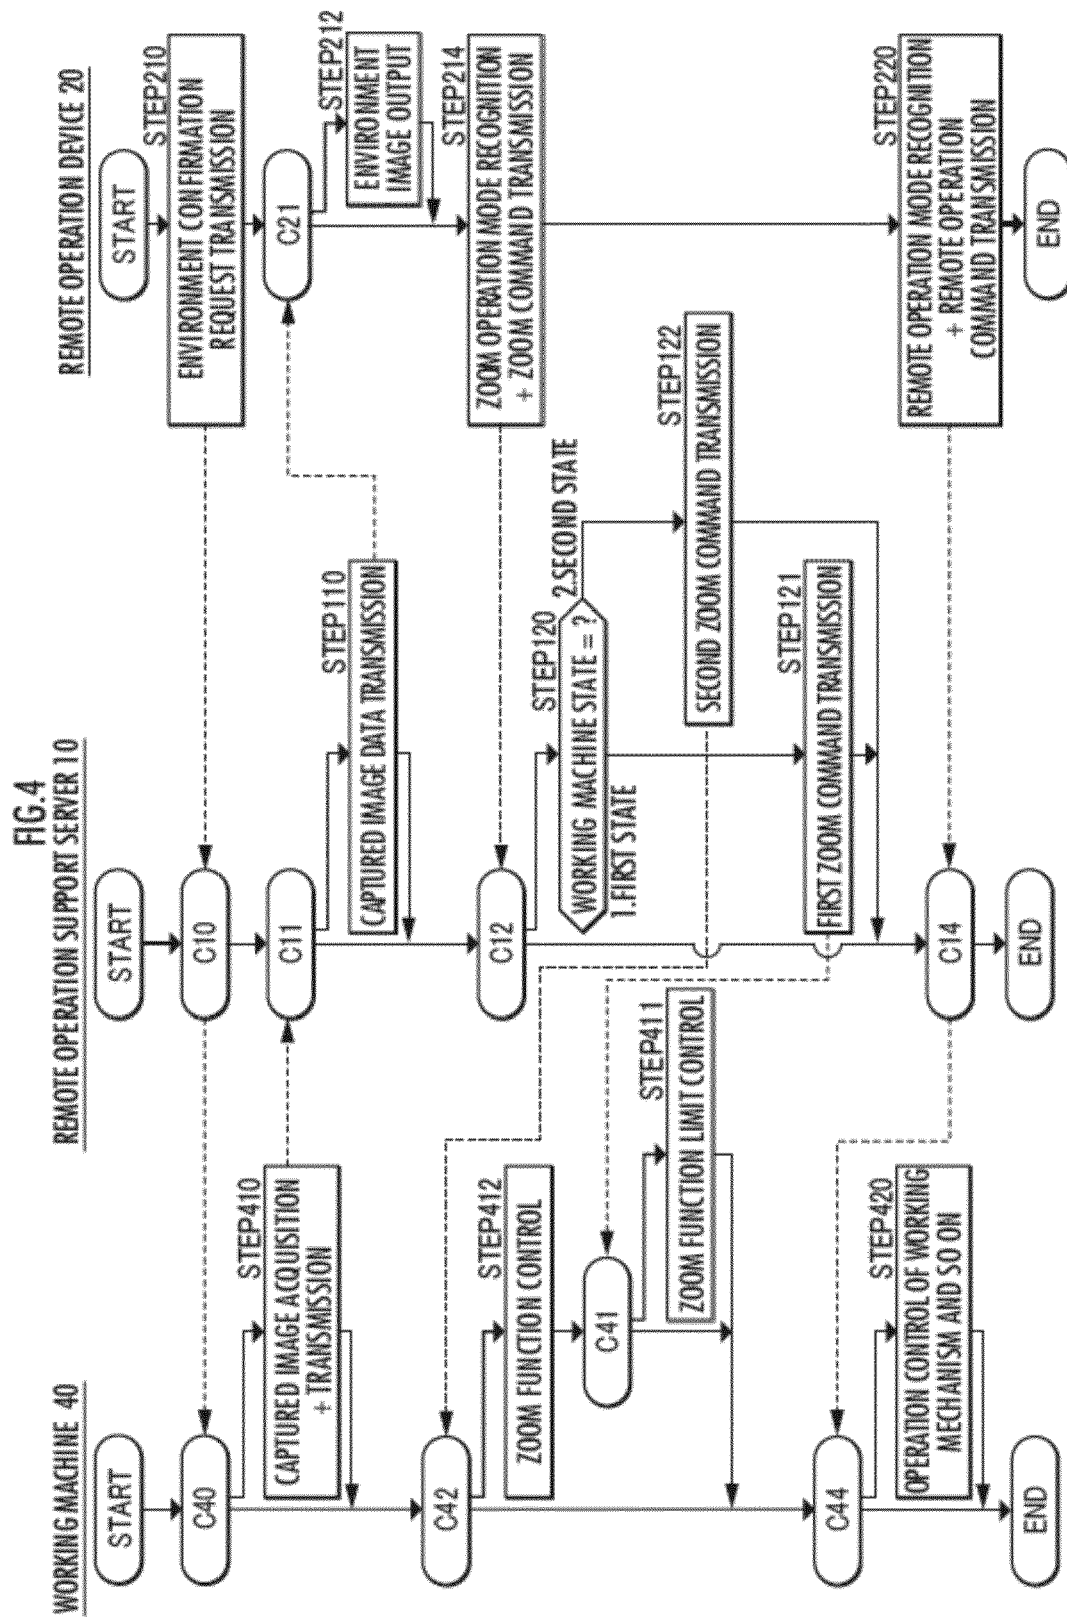 FIG.4
REMOTE OPERATION DEVICE 20
START
STEP210
ENVIRONMENT CONFIRMATION
REQUEST TRANSMISSION
C21
STEP212
ENVIRONMENT
IMAGE OUTPUT
STEP214
ZOOM OPERATION MODE RECOGNITION
+ ZOOM COMMAND TRANSMISSION
STEP220
REMOTE OPERATION MODE RECOGNITION
+ REMOTE OPERATION
COMMAND TRANSMISSION
END
REMOTE OPERATION SUPPORT SERVER 10
START
C10
C11
STEP110
CAPTURED IMAGE DATA TRANSMISSION
C12
STEP120
WORKING MACHINE STATE = ?
1.FIRST STATE
2.SECOND STATE
STEP122
SECOND ZOOM COMMAND TRANSMISSION
STEP121
FIRST ZOOM COMMAND TRANSMISSION
C14
END
WORKING MACHINE 40
START
C40
STEP410
CAPTURED IMAGE ACQUISITION
+ TRANSMISSION
C42
STEP412
ZOOM FUNCTION CONTROL
C41
STEP411
ZOOM FUNCTION LIMIT CONTROL
C44
STEP420
OPERATION CONTROL OF WORKING
MECHANISM AND SO ON
END